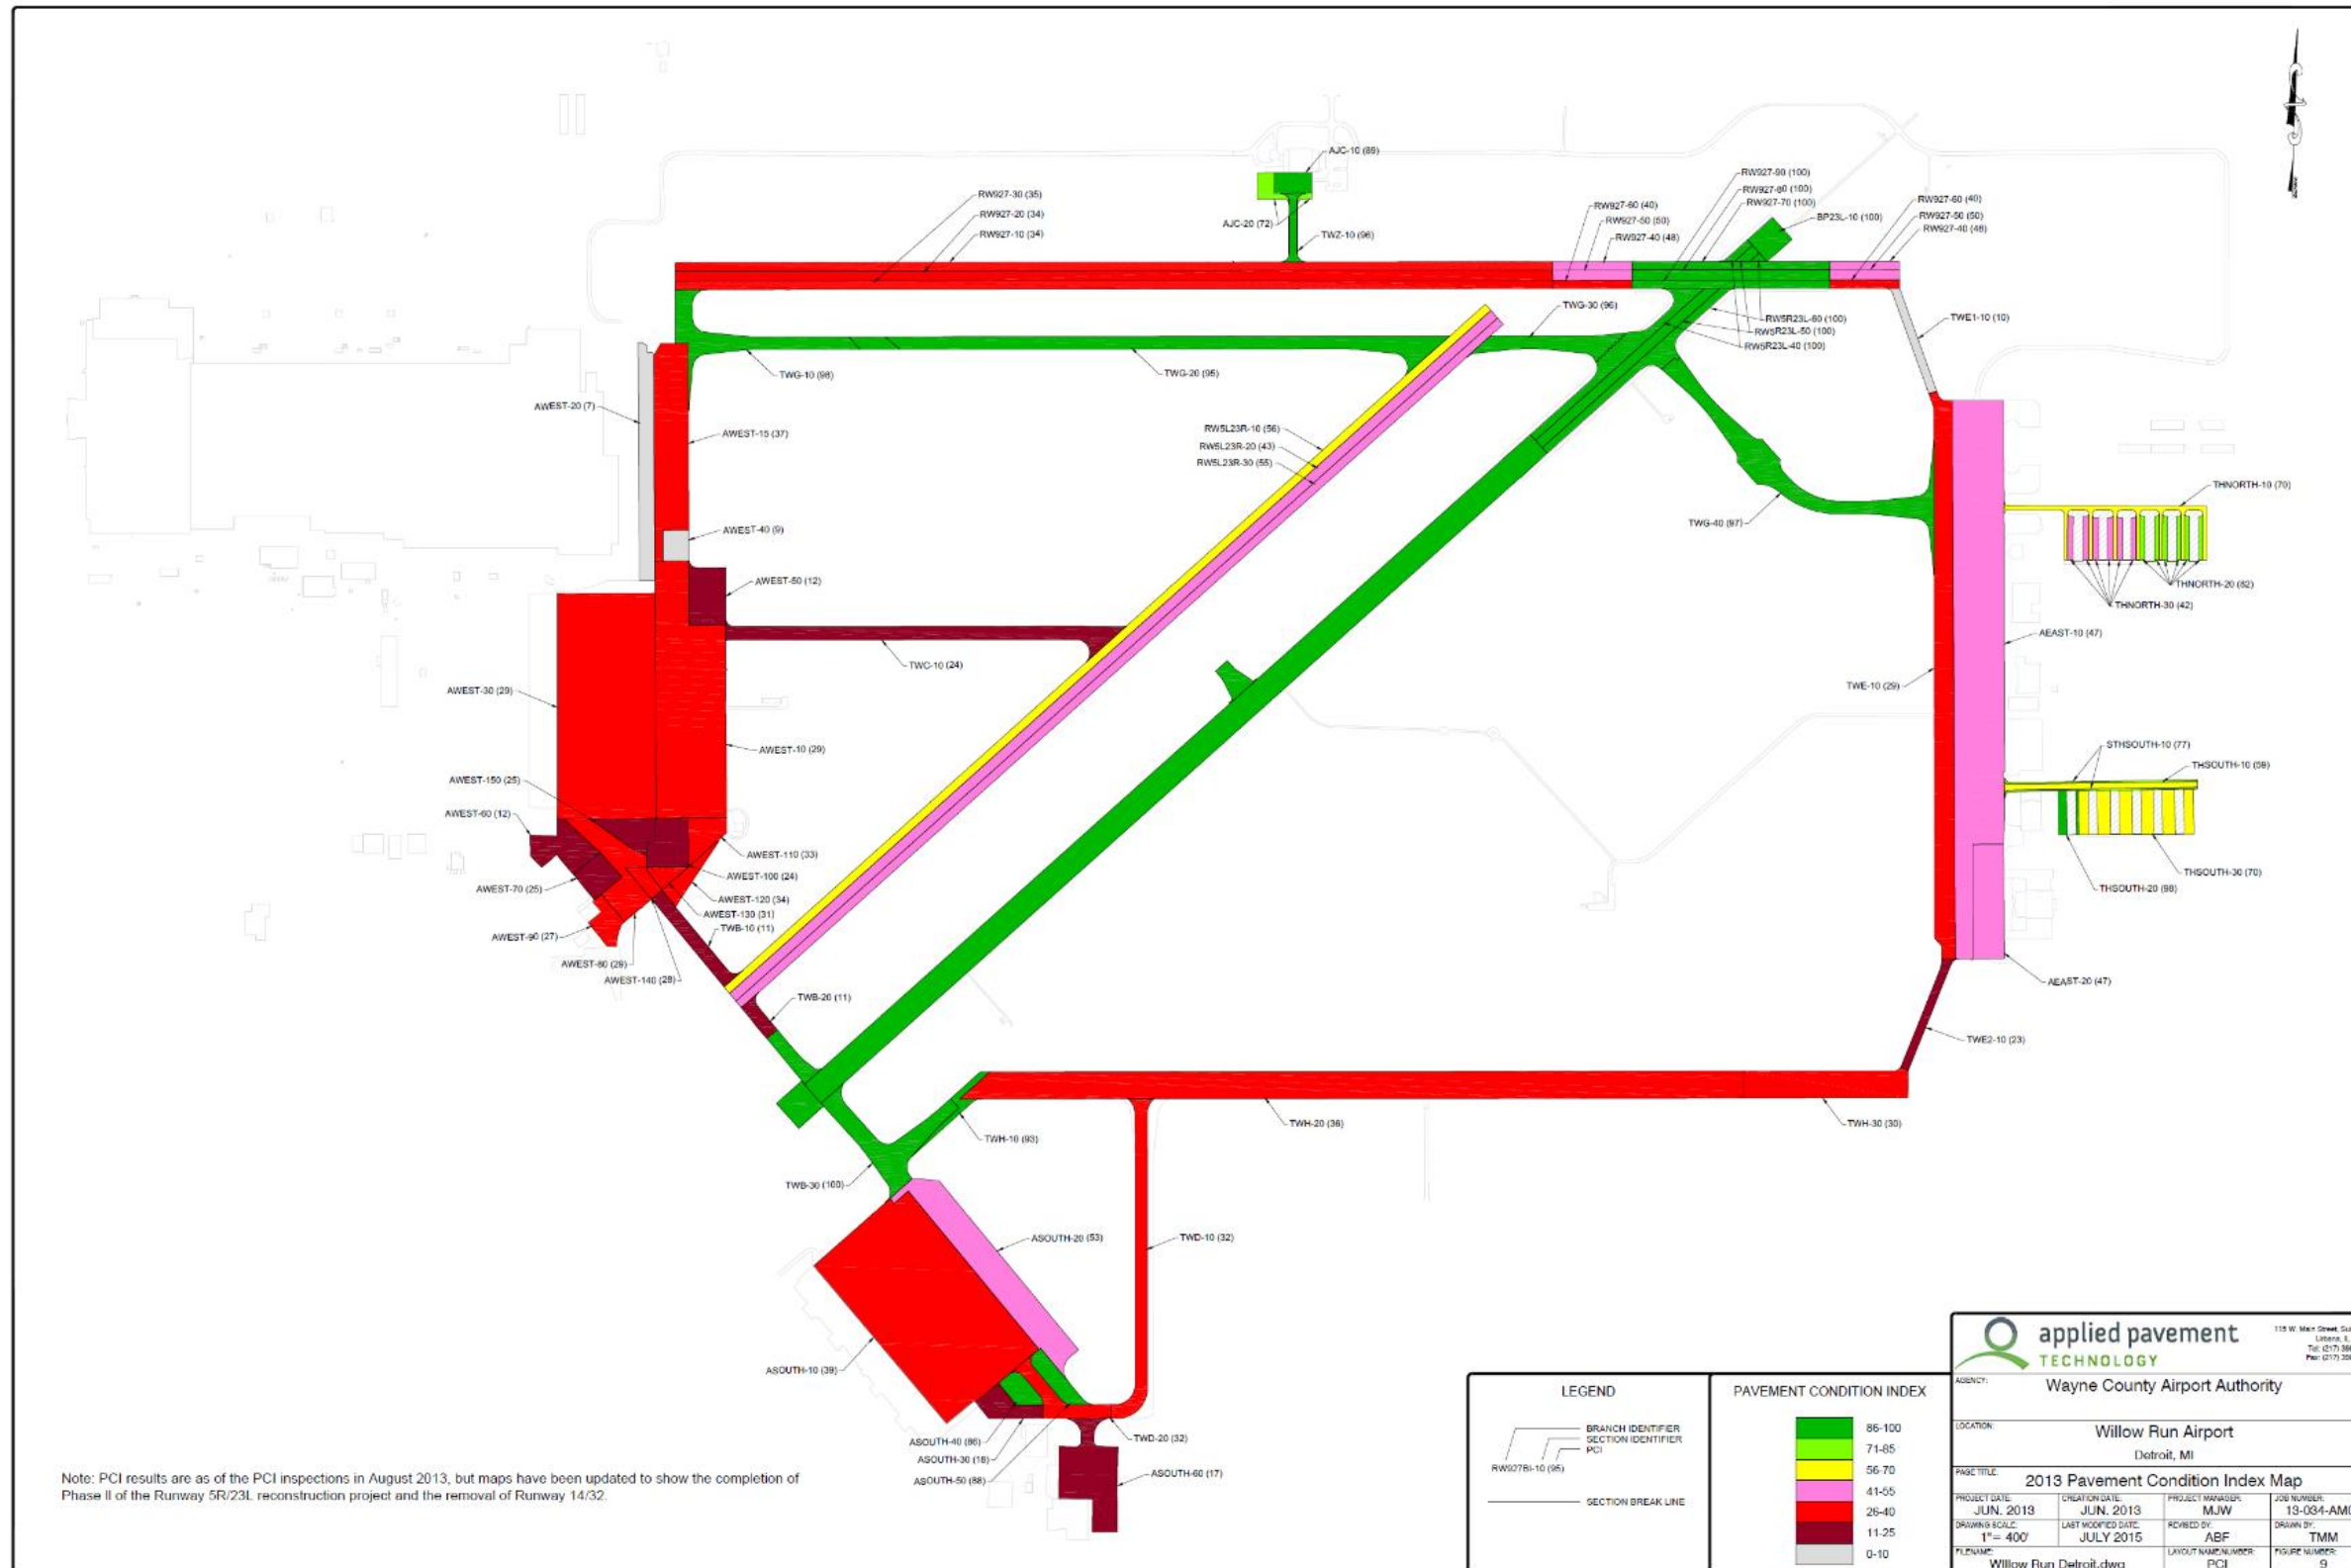 AJC-10 (89)
RW927-30 (35)
RW927-20 (34)
RW927-10 (34)
AJC-20 (72)
TWZ-10 (96)
RW927-60 (40)
RW927-50 (50)
RW927-40 (48)
RW927-90 (100)
RW927-80 (100)
RW927-70 (100)
BP23L-10 (100)
RW927-60 (40)
RW927-50 (50)
RW927-40 (48)
TWG-30 (96)
RW5R23L-60 (100)
RW5R23L-50 (100)
RW5R23L-40 (100)
TWE1-10 (10)
TWG-10 (98)
TWG-20 (95)
AWEST-20 (7)
AWEST-15 (37)
RW5L23R-10 (56)
RW5L23R-20 (43)
RW5L23R-30 (55)
THNORTH-10 (70)
AWEST-40 (9)
TWG-40 (97)
AWEST-50 (12)
THNORTH-20 (82)
THNORTH-30 (42)
AEAST-10 (47)
TWC-10 (24)
AWEST-30 (29)
TWE-10 (29)
AWEST-10 (29)
STHSOUTH-10 (77)
THSOUTH-10 (59)
AWEST-150 (25)
AWEST-60 (12)
AWEST-110 (33)
AWEST-100 (24)
THSOUTH-30 (70)
AWEST-70 (25)
THSOUTH-20 (98)
AWEST-120 (34)
AWEST-130 (31)
TWB-10 (11)
AWEST-90 (27)
AWEST-80 (29)
AWEST-140 (28)
AEAST-20 (47)
TWB-20 (11)
TWE2-10 (23)
TWH-10 (93)
TWH-20 (36)
TWH-30 (30)
TWB-30 (100)
ASOUTH-20 (53)
TWD-10 (32)
ASOUTH-10 (39)
TWD-20 (32)
ASOUTH-40 (86)
ASOUTH-30 (18)
ASOUTH-50 (88)
ASOUTH-60 (17)
Note: PCI results are as of the PCI inspections in August 2013, but maps have been updated to show the completion of
Phase II of the Runway 5R/23L reconstruction project and the removal of Runway 14/32.
LEGEND
BRANCH IDENTIFIER
SECTION IDENTIFIER
PCI
RW927BI-10 (95)
SECTION BREAK LINE
PAVEMENT CONDITION INDEX
86-100
71-85
56-70
41-55
26-40
11-25
0-10
applied pavement
TECHNOLOGY
115 W. Main Street,
Urbana,
AGENCY:
Wayne County Airport Authority
LOCATION:
Willow Run Airport
Detroit, MI
PAGE TITLE:
2013 Pavement Condition Index Map
PROJECT DATE: CREATION DATE: PROJECT MANAGER: JOB NUMBER:
JUN. 2013 JUN. 2013 MJW 13-034-AM
DRAWING SCALE: LAST MODIFIED DATE: REVISED BY: DRAWN BY:
1"= 400' JULY 2015 ABF TMM
FILENAME: LAYOUT NAME/NUMBER: FIGURE NUMBER:
Willow Run Detroit.dwg PCI 9